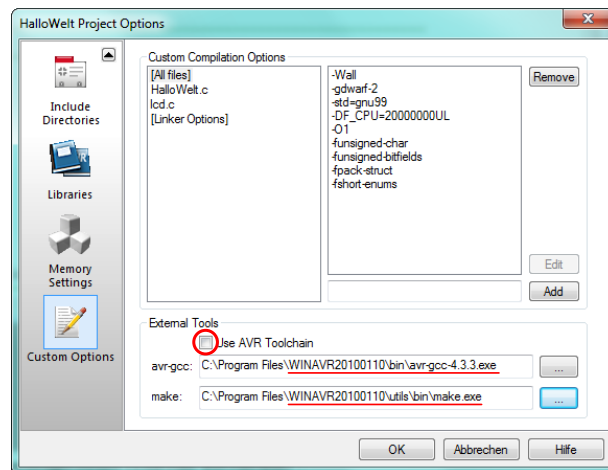 HalloWelt Project Options
Include
Directories
Libraries
Memory
Settings
Custom Options
Custom Compilation Options
[All files]
HalloWelt.c
lcd.c
[Linker Options]
-Wall
-gdwarf-2
-std=gnu99
-DF_CPU=20000000UL
-O1
-funsigned-char
-funsigned-bitfields
-fpack-struct
-fshort-enums
Remove
Edit
Add
External Tools
Use AVR Toolchain
avr-gcc: C:\Program Files\WINAVR20100110\bin\avr-gcc-4.3.3.exe ...
make: C:\Program Files\WINAVR20100110\utils\bin\make.exe ...
OK Abbrechen Hilfe